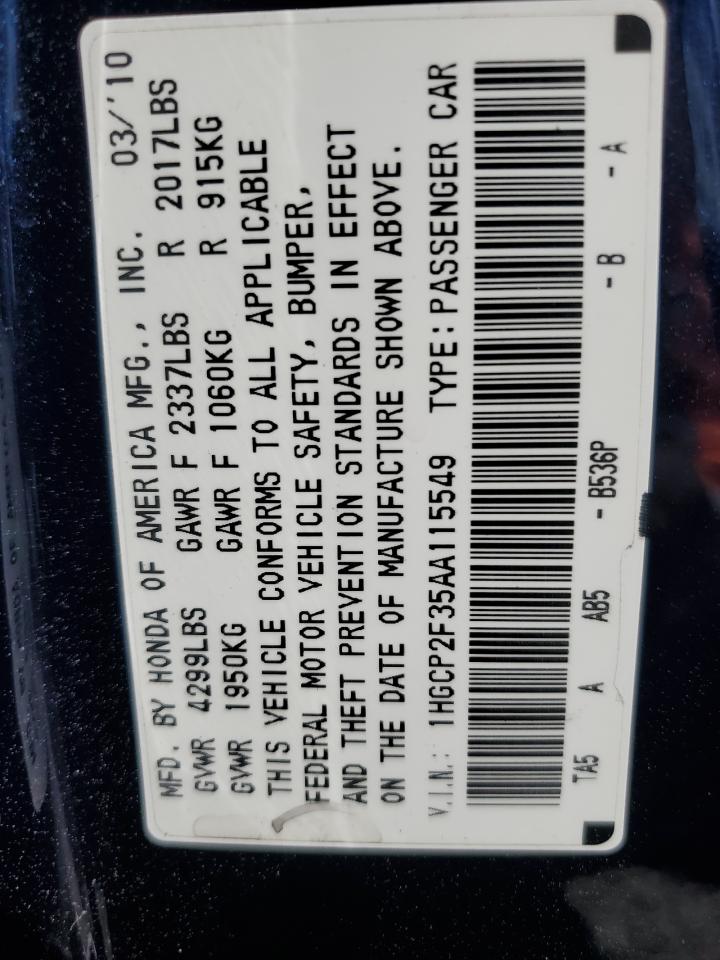 MFD. BY HONDA OF AMERICA MFG., INC. 03/'10
GVWR 4299LBS GAWR F 2337LBS R 2017LBS
GVWR 1950KG GAWR F 1060KG R 915KG
THIS VEHICLE CONFORMS TO ALL APPLICABLE
FEDERAL MOTOR VEHICLE SAFETY, BUMPER,
AND THEFT PREVENTION STANDARDS IN EFFECT
ON THE DATE OF MANUFACTURE SHOWN ABOVE.
V.I.N.: 1HGCP2F35AA115549 TYPE:PASSENGER CAR
TA5 A AB5 - B536P - B - A